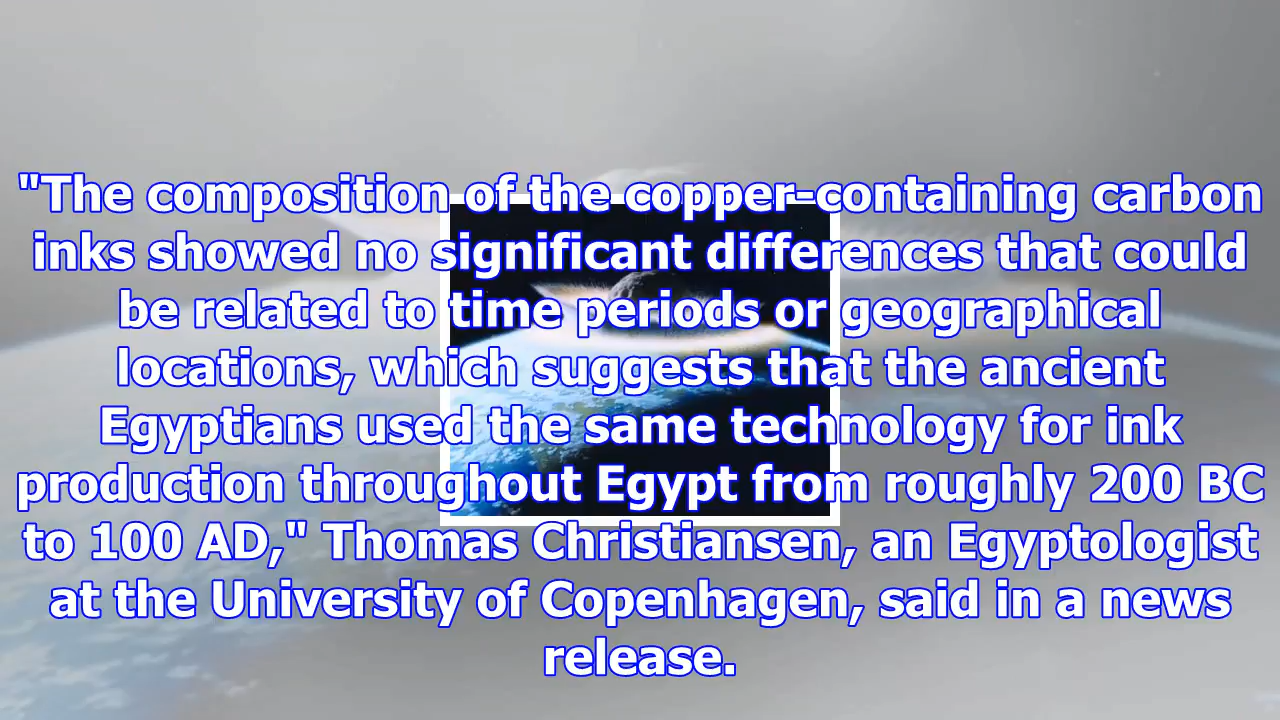 "The composition of the copper-containing carbon
inks showed no significant differences that could
be related to time periods or geographical
locations, which suggests that the ancient
Egyptians used the same technology for ink
production throughout Egypt from roughly 200 BC
to 100 AD," Thomas Christiansen, an Egyptologist
at the University of Copenhagen, said in a news
release.